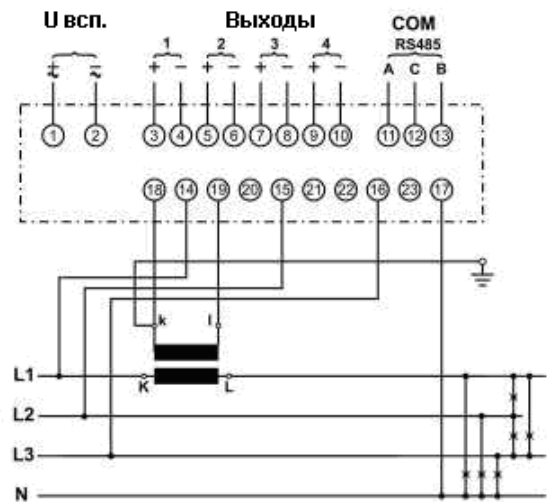 U всп. Выходы COM
RS485
1 2 3 4
A C B
+ − + − + − + −
1 2 3 4 5 6 7 8 9 10 11 12 13
18 14 19 20 15 21 22 16 23 17
k l
L1
K L
L2
L3
N